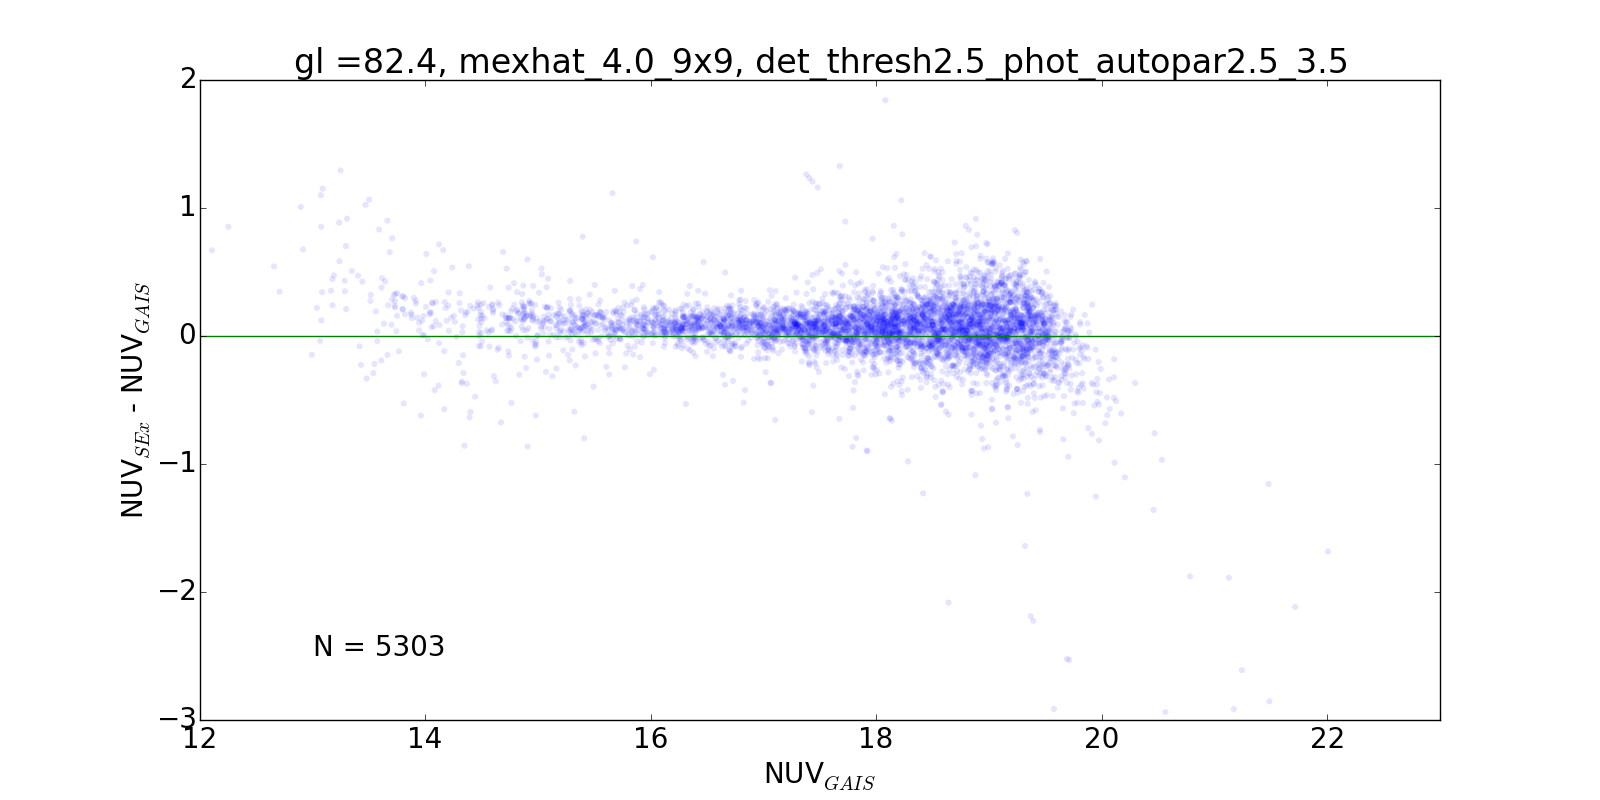 gl =82.4, mexhat_4.0_9x9, det_thresh2.5_phot_autopar2.5_3.5
2
1
0
−1
−2
−3
NUV_SEx - NUV_GAIS
N = 5303
12 14 16 18 20 22
NUV_GAIS